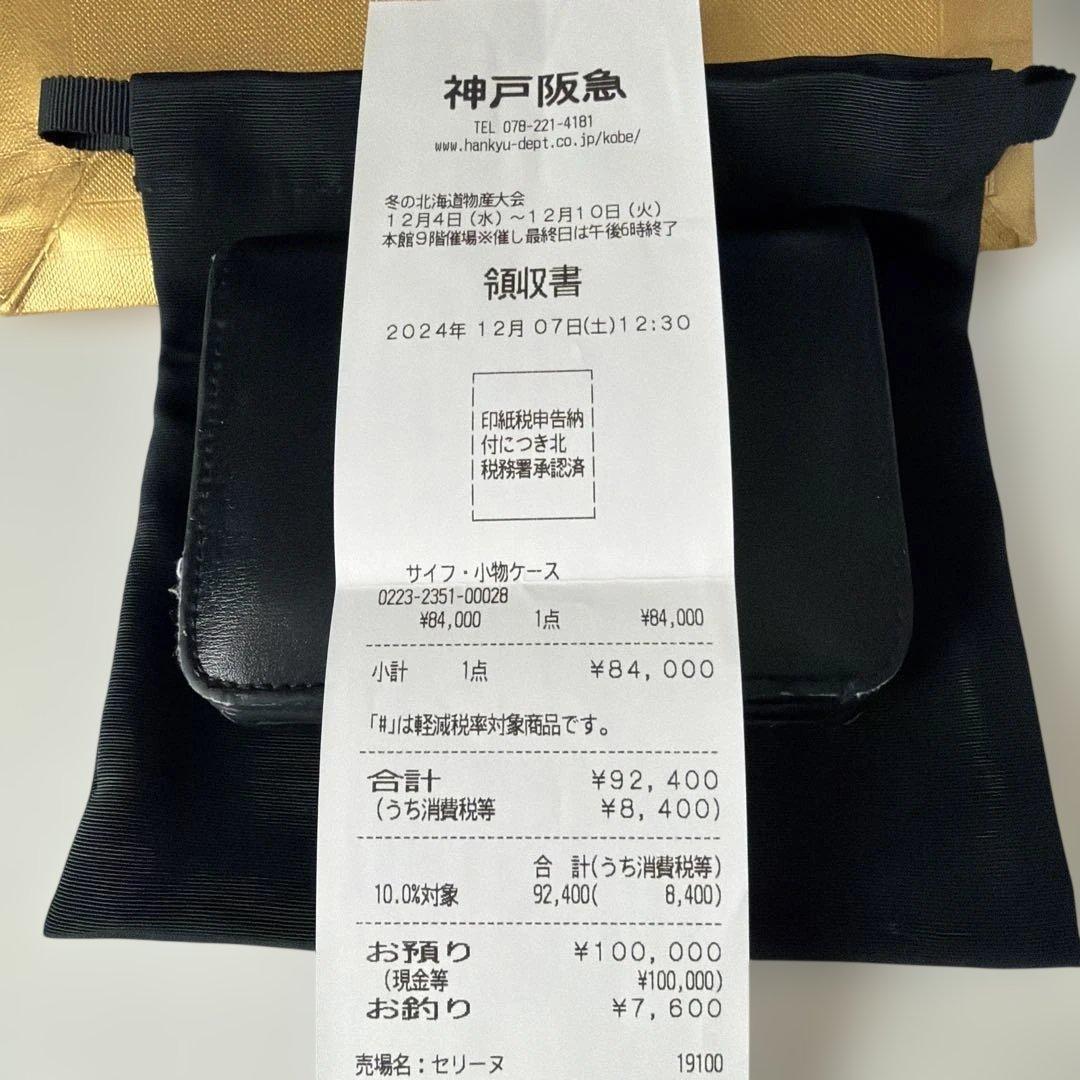 神戸阪急
TEL 078-221-4181
www.hankyu-dept.co.jp/kobe/
冬の北海道物産大会
12月4日(水)〜12月10日(火)
本館9階催場※催し最終日は午後6時終了
領収書
2024年 12月 07日(土)12:30
印紙税申告納
付につき北
税務署承認済
サイフ・小物ケース
0223-2351-00028
¥84,000 1点 ¥84,000
小計 1点 ¥84,000
「#」は軽減税率対象商品です。
合計 ¥92,400
(うち消費税等 ¥8,400)
合 計(うち消費税等)
10.0%対象 92,400( 8,400)
お預り ¥100,000
(現金等 ¥100,000)
お釣り ¥7,600
売場名:セリーヌ 19100